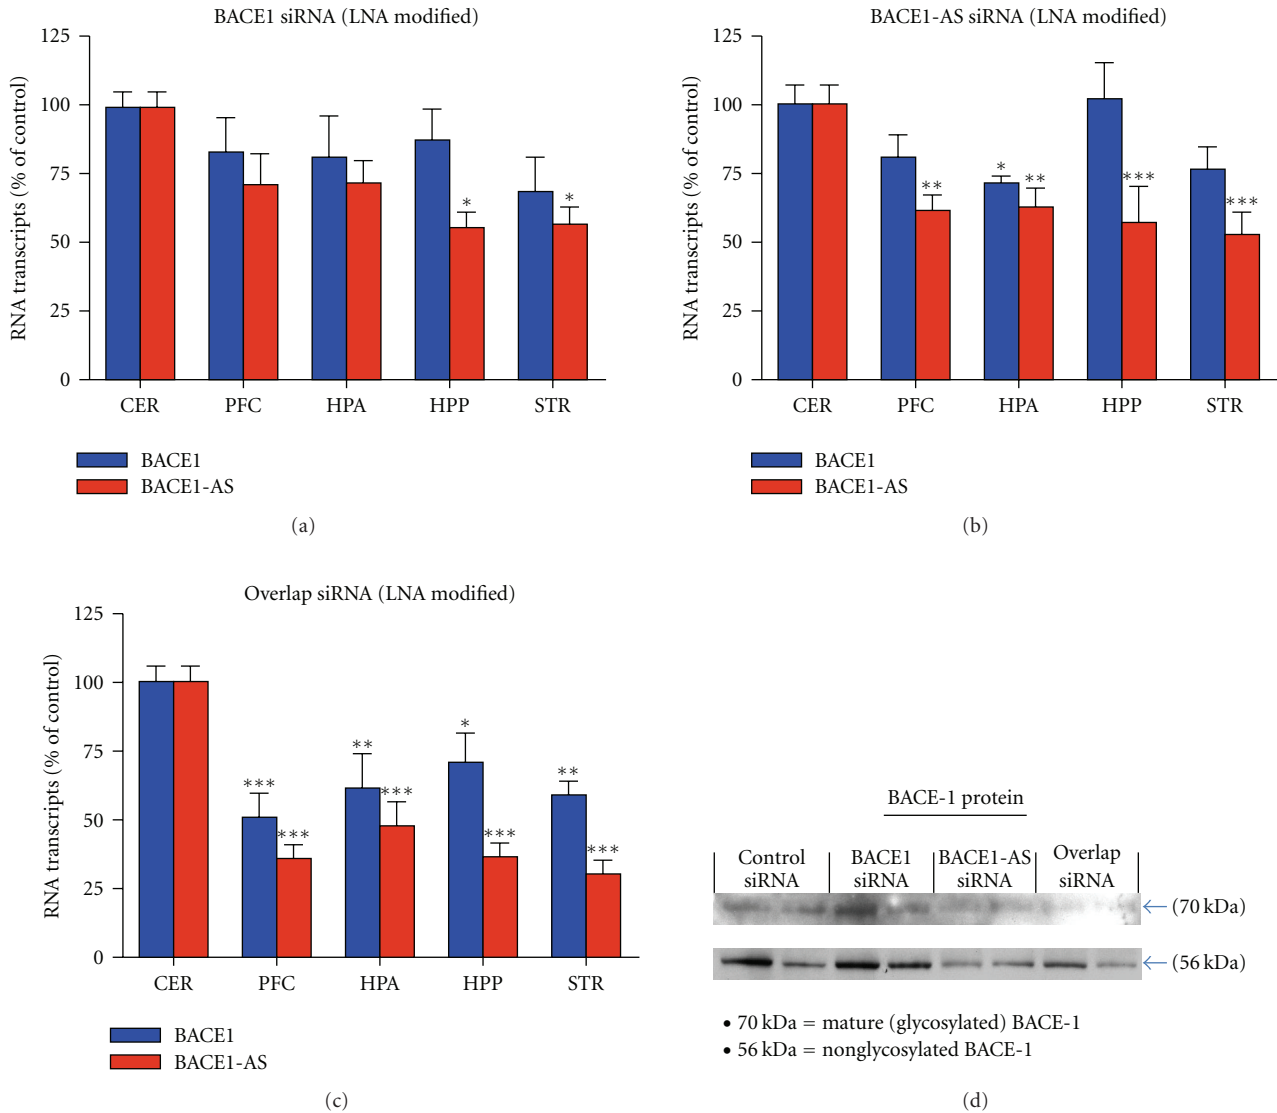 BACE1 siRNA (LNA modified)
RNA transcripts (% of control)
125
100
75
50
25
0
* *
CER PFC HPA HPP STR
BACE1
BACE1-AS
(a)
BACE1-AS siRNA (LNA modified)
RNA transcripts (% of control)
125
100
75
50
25
0
** * ** *** ***
CER PFC HPA HPP STR
BACE1
BACE1-AS
(b)
Overlap siRNA (LNA modified)
RNA transcripts (% of control)
125
100
75
50
25
0
*** *** ** *** * *** ** ***
CER PFC HPA HPP STR
BACE1
BACE1-AS
(c)
BACE-1 protein
Control siRNA
BACE1 siRNA
BACE1-AS siRNA
Overlap siRNA
← (70 kDa)
← (56 kDa)
• 70 kDa = mature (glycosylated) BACE-1
• 56 kDa = nonglycosylated BACE-1
(d)